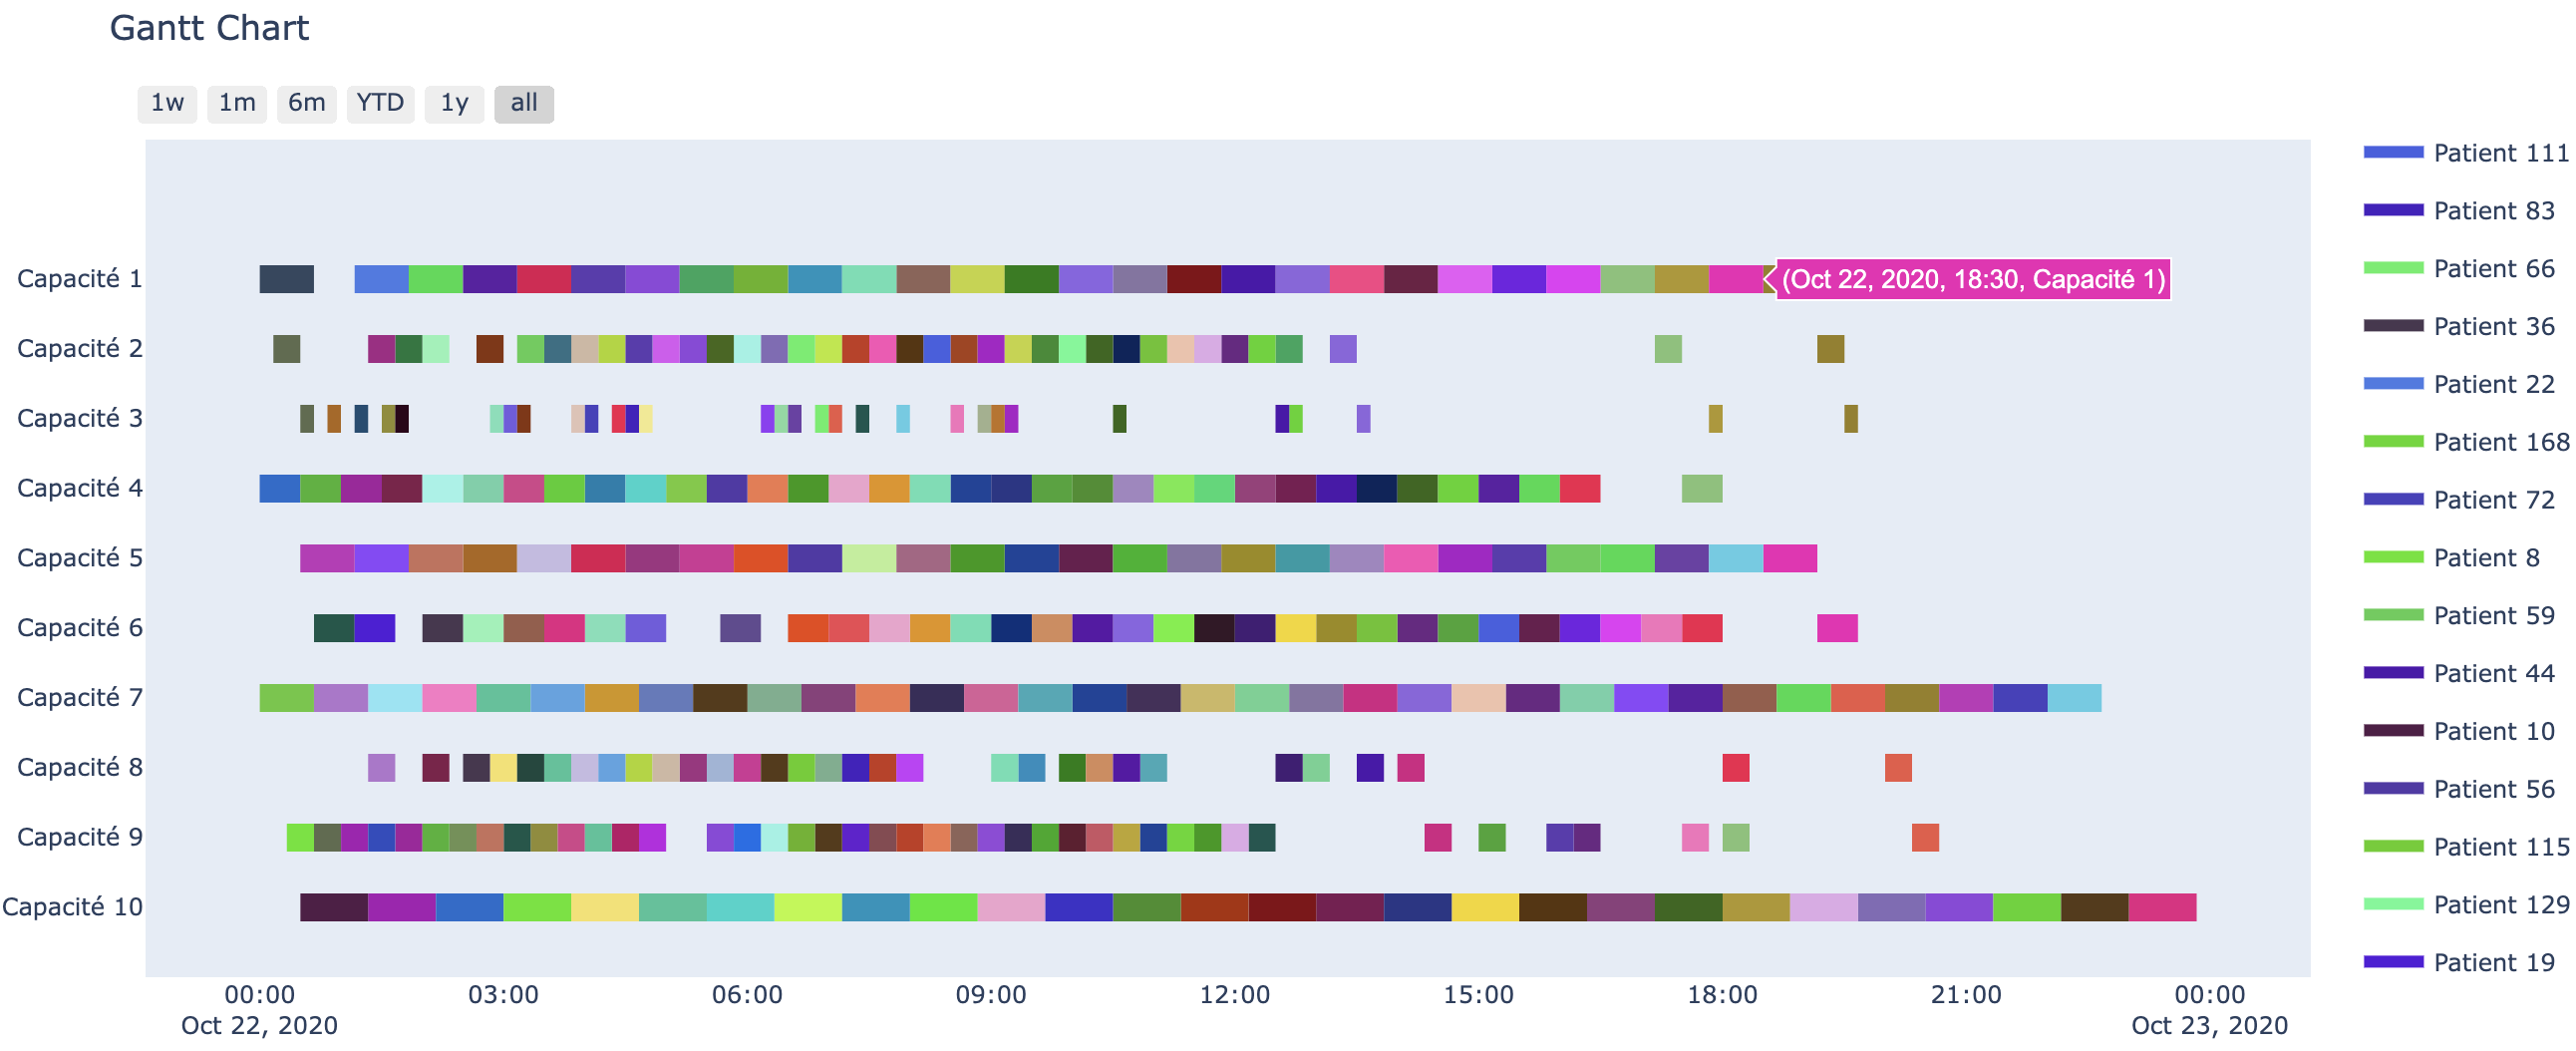 Gantt Chart
1w 1m 6m YTD 1y all
Capacité 1
Capacité 2
Capacité 3
Capacité 4
Capacité 5
Capacité 6
Capacité 7
Capacité 8
Capacité 9
Capacité 10
(Oct 22, 2020, 18:30, Capacité 1)
00:00 03:00 06:00 09:00 12:00 15:00 18:00 21:00 00:00
Oct 22, 2020 Oct 23, 2020
Patient 111
Patient 83
Patient 66
Patient 36
Patient 22
Patient 168
Patient 72
Patient 8
Patient 59
Patient 44
Patient 10
Patient 56
Patient 115
Patient 129
Patient 19